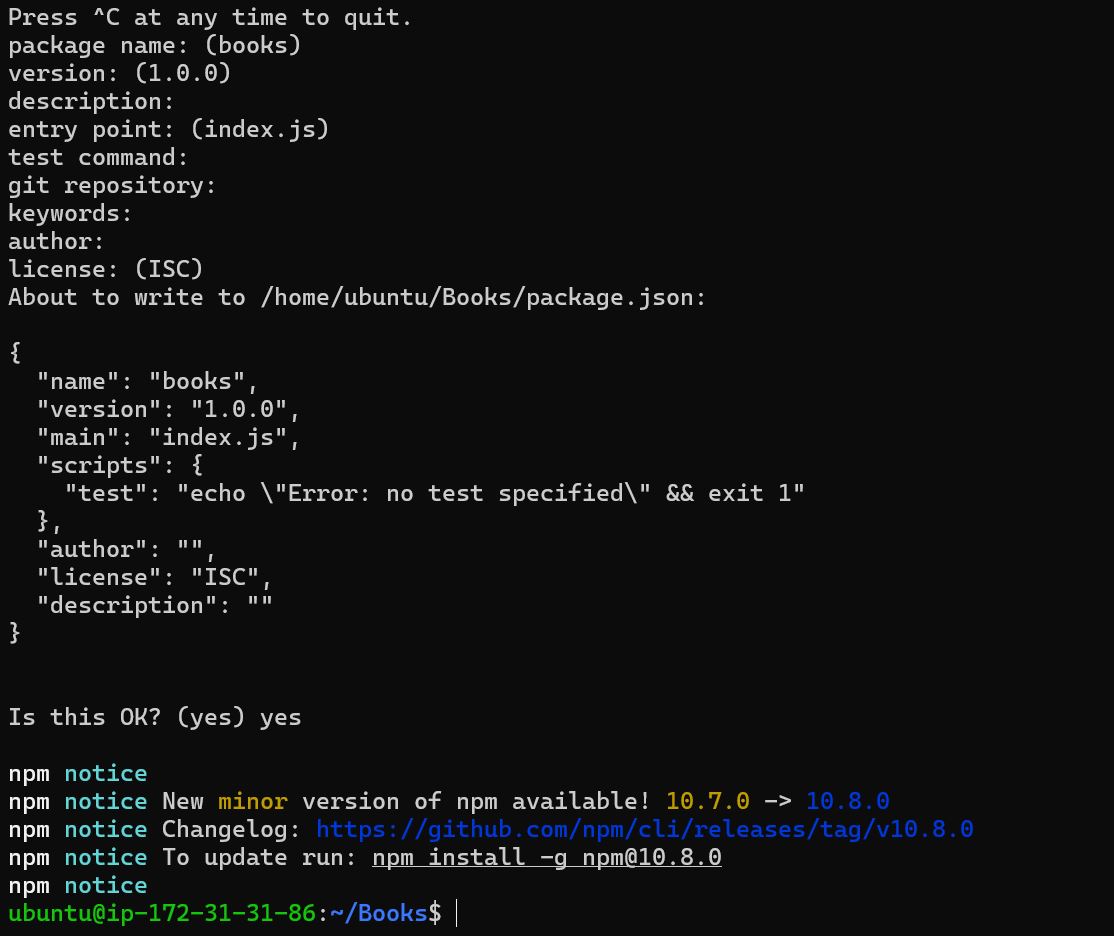 Press ^C at any time to quit.
package name: (books)
version: (1.0.0)
description:
entry point: (index.js)
test command:
git repository:
keywords:
author:
license: (ISC)
About to write to /home/ubuntu/Books/package.json:

{
  "name": "books",
  "version": "1.0.0",
  "main": "index.js",
  "scripts": {
    "test": "echo \"Error: no test specified\" && exit 1"
  },
  "author": "",
  "license": "ISC",
  "description": ""
}

Is this OK? (yes) yes

npm notice
npm notice New minor version of npm available! 10.7.0 -> 10.8.0
npm notice Changelog: https://github.com/npm/cli/releases/tag/v10.8.0
npm notice To update run: npm install -g npm@10.8.0
npm notice
ubuntu@ip-172-31-31-86:~/Books$